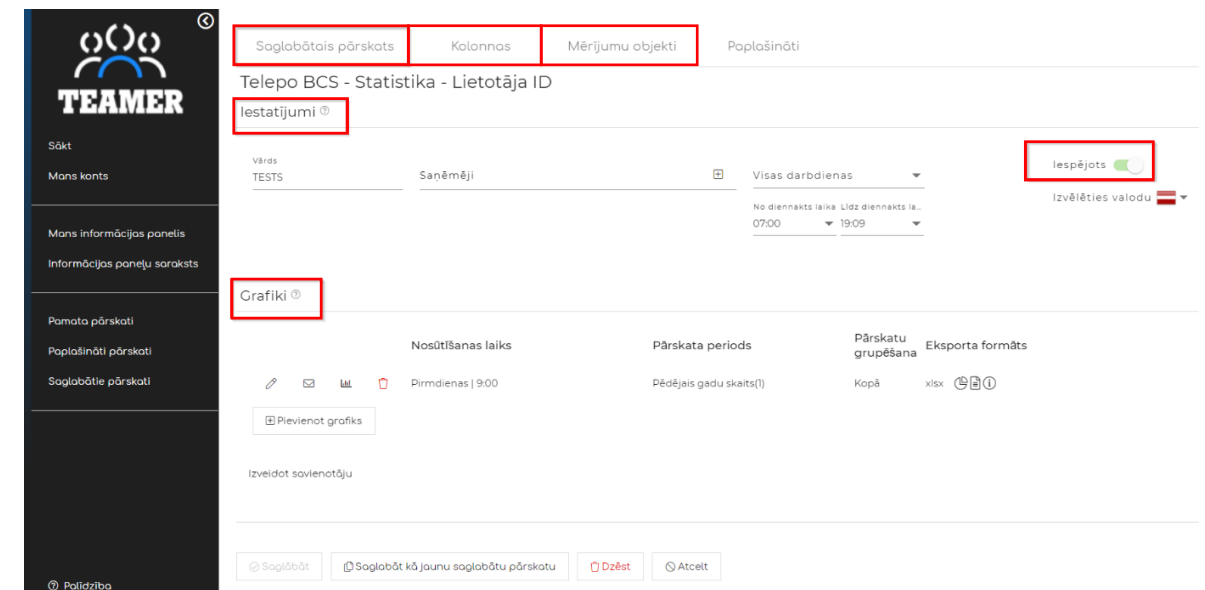 TEAMER
Sākt
Mans konts
Mans informācijas panelis
Informācijas paneļu saraksts
Pamata pārskati
Paplašināti pārskati
Saglabātie pārskati
Palīdzība
Saglabātais pārskats Kolonnas Mērījumu objekti Paplašināti
Telepo BCS - Statistika - Lietotāja ID
Iestatījumi
Vārds
TESTS Saņēmēji Visas darbdienas
Iespējots
Izvēlēties valodu
No diennakts laika Līdz diennakts la...
07:00 19:09
Grafiki
Nosūtīšanas laiks Pārskata periods Pārskatu grupēšana Eksporta formāts
Pirmdienas | 9:00 Pēdējais gadu skaits(1) Kopā xlsx
Pievienot grafiks
Izveidot savienotāju
Saglabāt Saglabāt kā jaunu saglabātu pārskatu Dzēst Atcelt